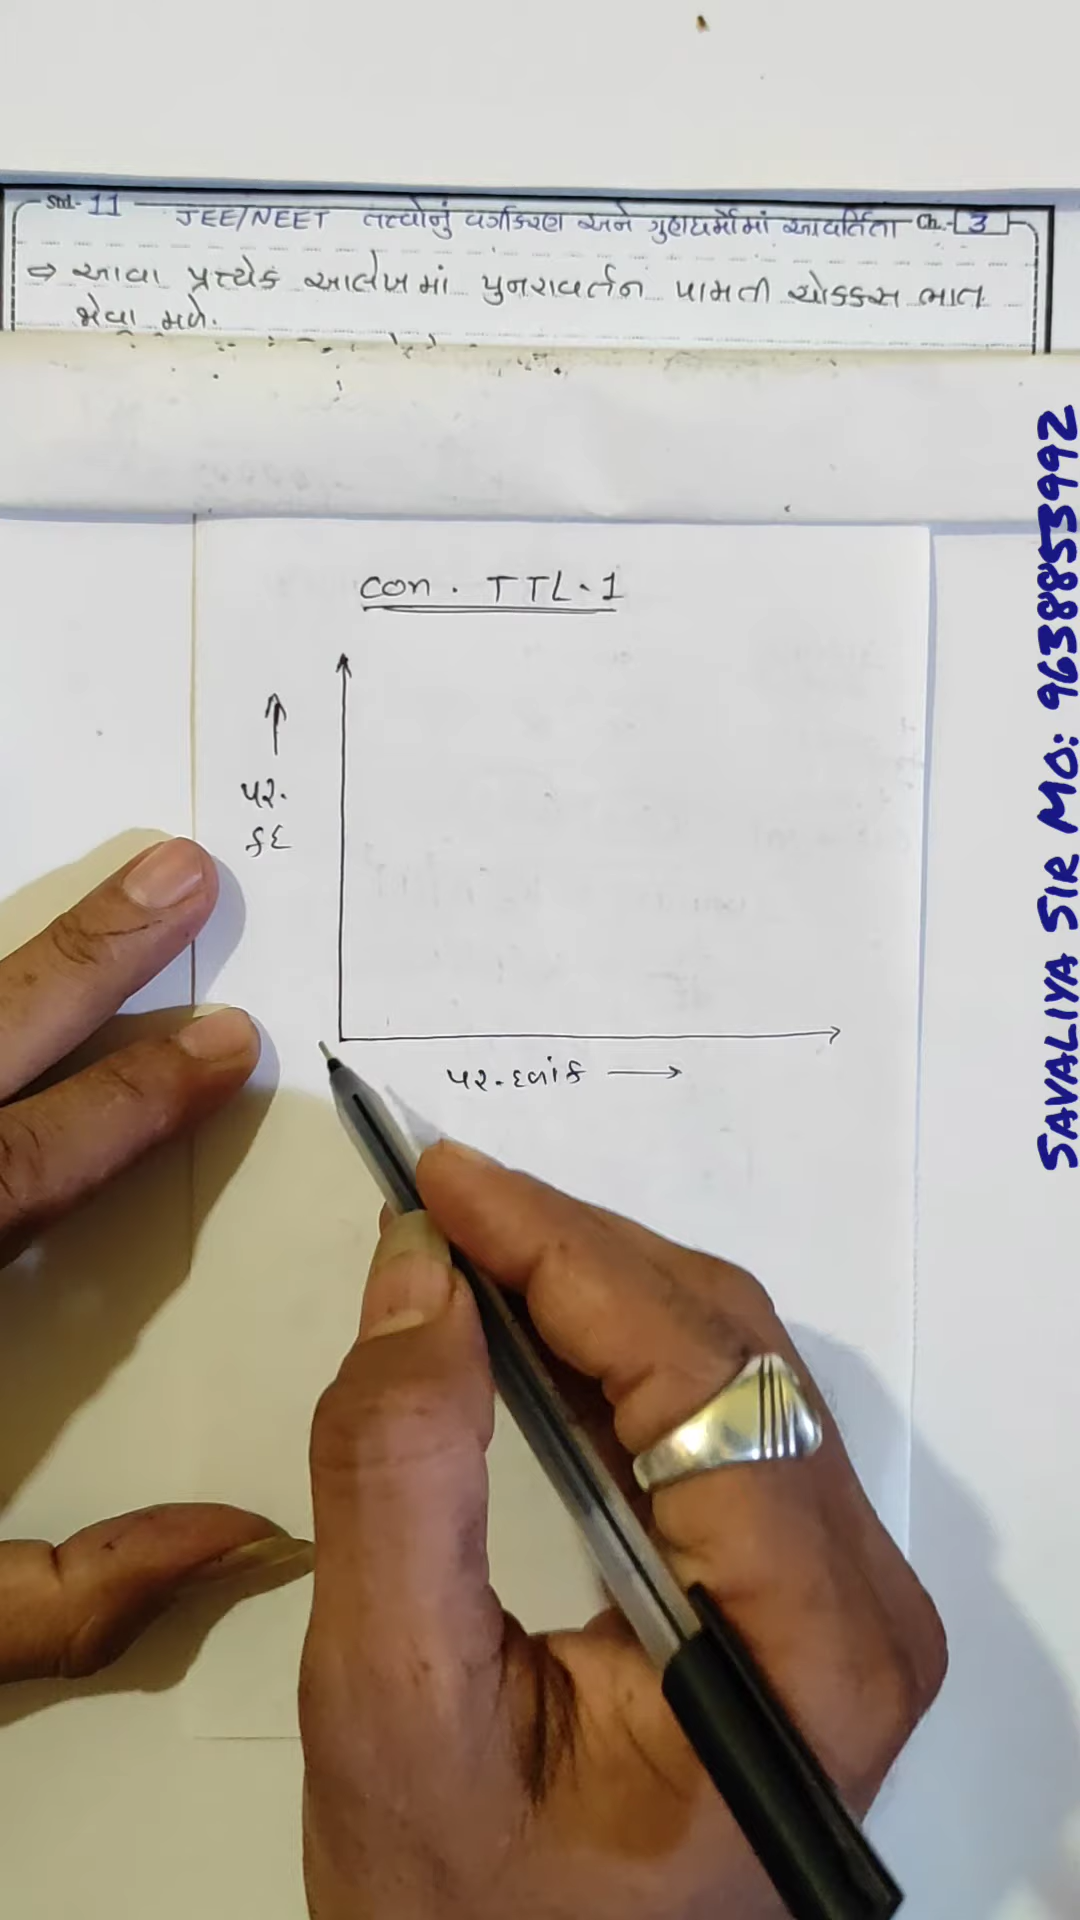 Std.- 11 JEE/NEET તત્વોનું વર્ગીકરણ અને ગુણધર્મોમાં આવર્તિતા Ch.- 3
⇒ આવા પ્રત્યેક આલેખમાં પુનરાવર્તન પામતી ચોક્કસ ભાત
જોવા મળે.
con. TTL-1
પર.
કદ
પર. દળાંક
SAVALIYA SIR MO: 9638853992